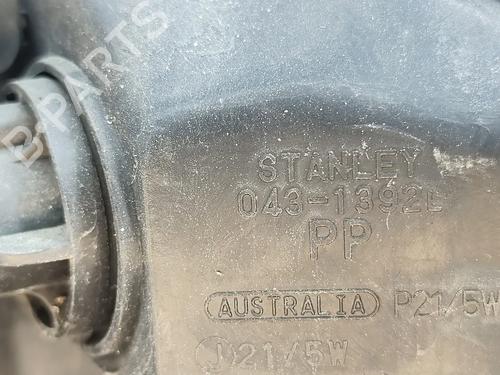 B-PARTS
STANLEY
043-1392L
PP
AUSTRALIA P21/5W
J 21/5W